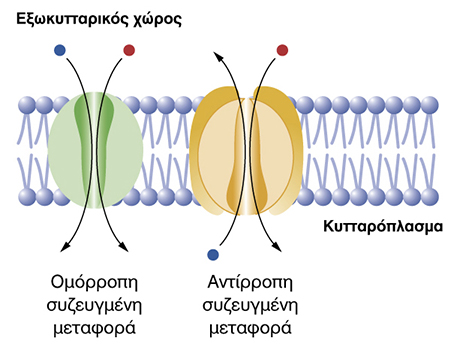 Εξωκυτταρικός χώρος
Κυτταρόπλασμα
Ομόρροπη
συζευγμένη
μεταφορά
Αντίρροπη
συζευγμένη
μεταφορά